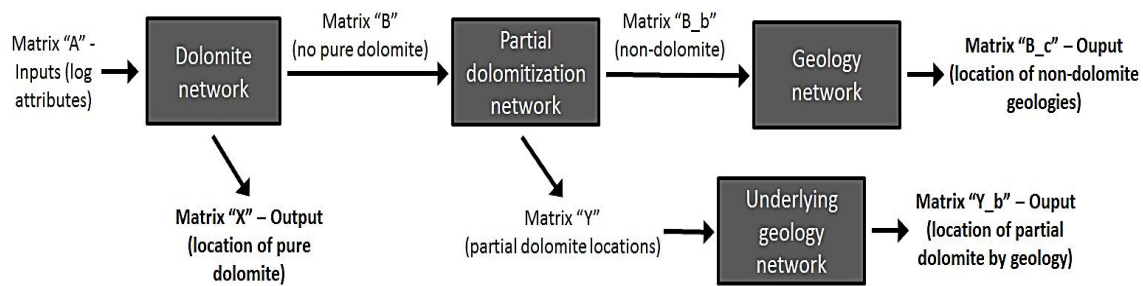 Matrix “A” -
Inputs (log
attributes)
Dolomite
network
Matrix “B”
(no pure dolomite)
Partial
dolomitization
network
Matrix “B_b”
(non-dolomite)
Geology
network
Matrix “B_c” – Ouput
(location of non-dolomite
geologies)
Matrix “X” – Output
(location of pure
dolomite)
Matrix “Y”
(partial dolomite locations)
Underlying
geology
network
Matrix “Y_b” – Ouput
(location of partial
dolomite by geology)